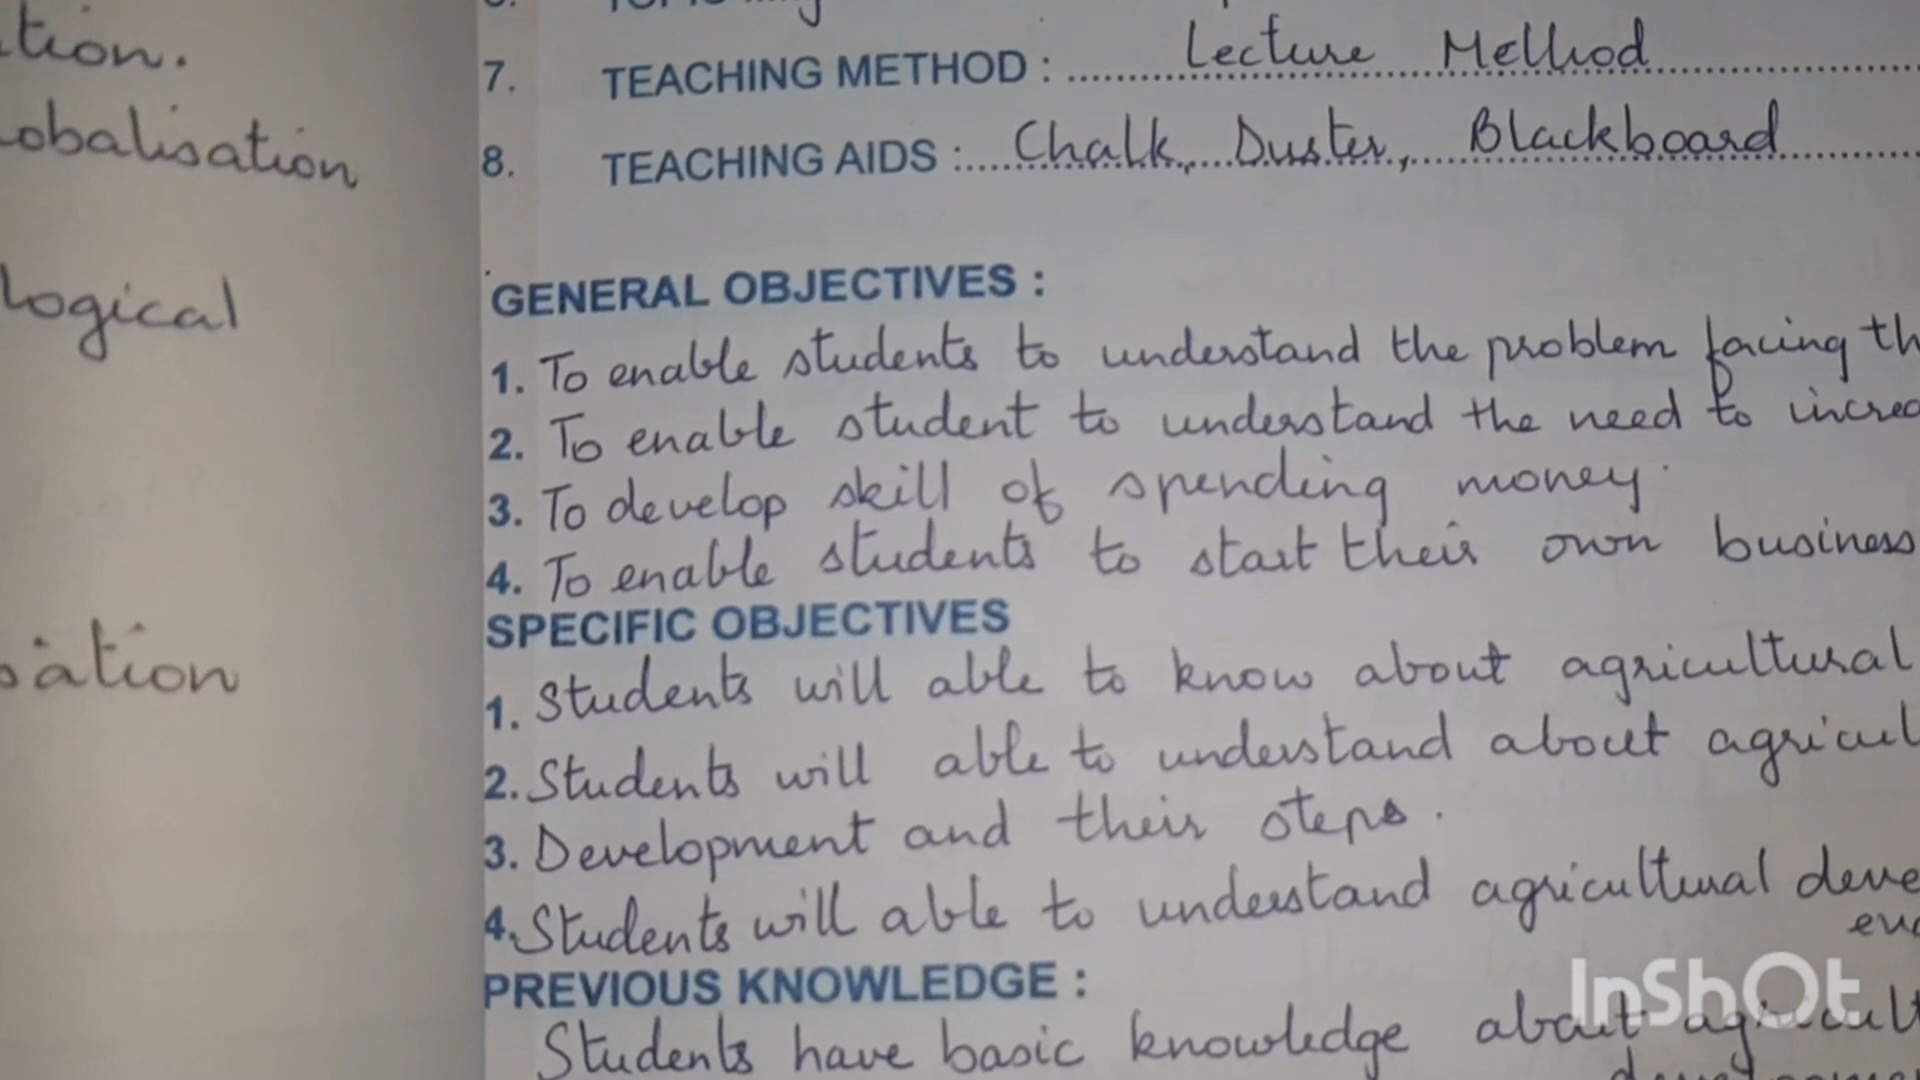 tion.
obalisation
logical
sation
7. TEACHING METHOD : Lecture Method
8. TEACHING AIDS : Chalk, Duster, Blackboard
GENERAL OBJECTIVES :
1. To enable students to understand the problem facing th
2. To enable student to understand the need to increa
3. To develop skill of spending money.
4. To enable students to start their own business
SPECIFIC OBJECTIVES
1. Students will able to know about agricultural
2. Students will able to understand about agricul
3. Development and their steps.
4. Students will able to understand agricultural deve
PREVIOUS KNOWLEDGE :
Students have basic knowledge about agricult
InShOt